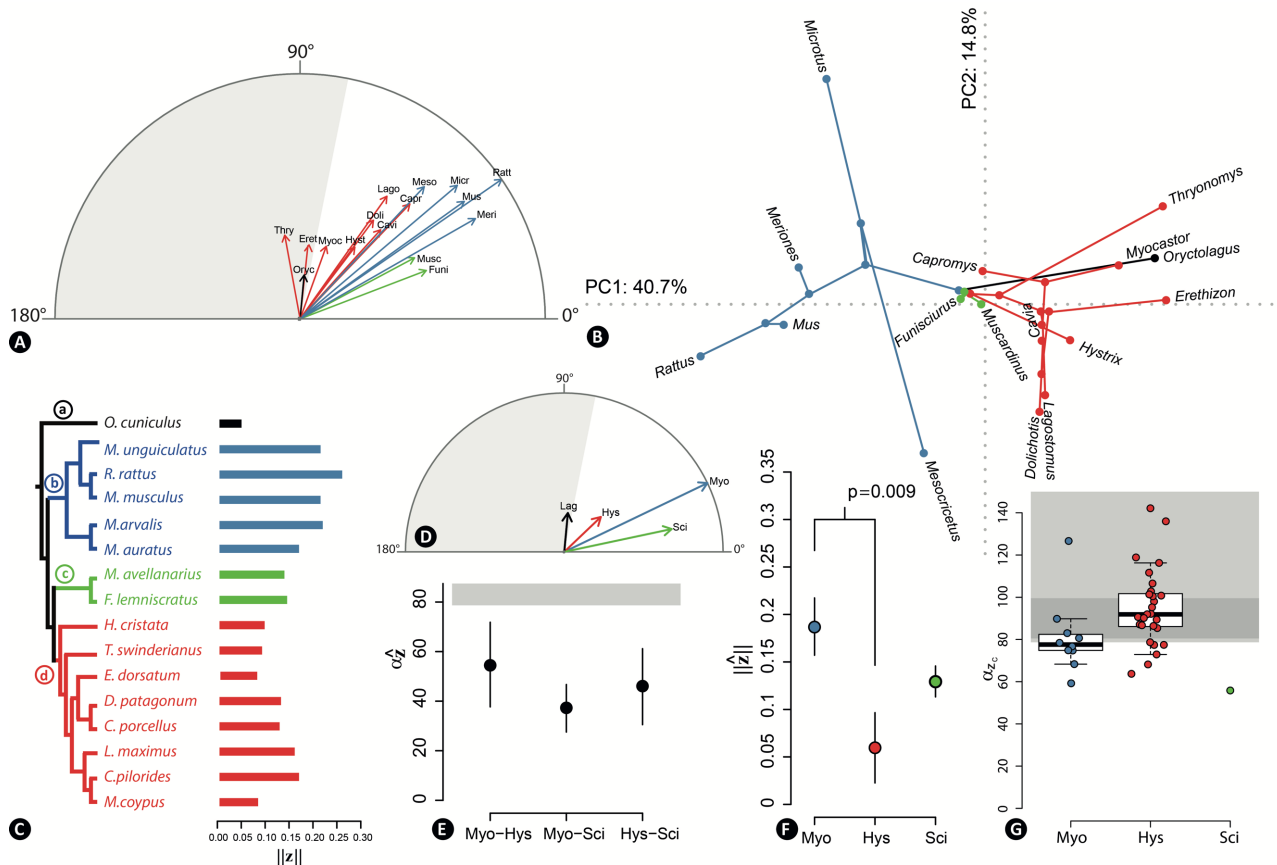 90°
180°
0°
Thry
Eret
Myoc
Hyst
Oryc
Lago
Doli
Cavi
Capr
Meso
Micr
Ratt
Mus
Meri
Musc
Funi
A
PC2: 14.8%
PC1: 40.7%
Microtus
Meriones
Mus
Rattus
Capromys
Funisciurus
Muscardinus
Cavia
Thryonomys
Myocastor
Oryctolagus
Erethizon
Hystrix
Dolichotis
Lagostomus
Mesocricetus
B
a
b
c
d
O. cuniculus
M. unguiculatus
R. rattus
M. musculus
M.arvalis
M. auratus
M. avellanarius
F. lemniscratus
H. cristata
T. swinderianus
E. dorsatum
D. patagonum
C. porcellus
L. maximus
C.pilorides
M.coypus
0.00 0.05 0.10 0.15 0.20 0.25 0.30
||z||
C
90°
180°
0°
Lag
Hys
Myo
Sci
D
80
60
40
20
0
αẑ
Myo−Hys Myo−Sci Hys−Sci
E
0.35
0.3
0.25
0.2
0.15
0.1
0.05
0
||ẑ||
p=0.009
Myo Hys Sci
F
140
120
100
80
60
40
20
0
αz_c
Myo Hys Sci
G